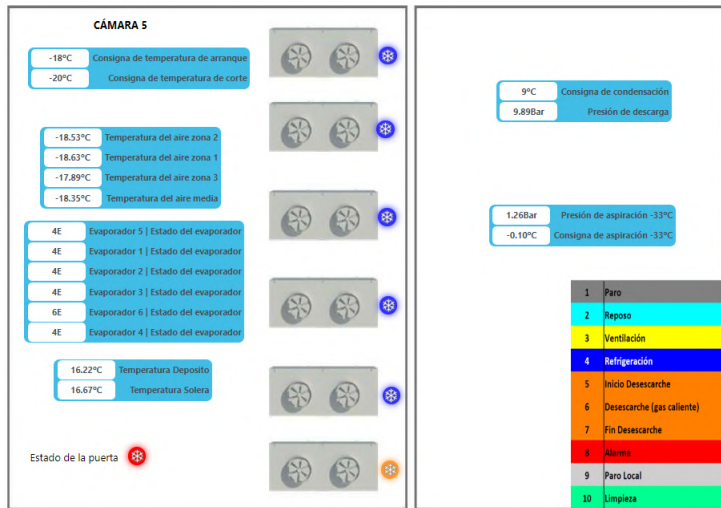 CÁMARA 5
-18ºC Consigna de temperatura de arranque
-20ºC Consigna de temperatura de corte
-18.53ºC Temperatura del aire zona 2
-18.63ºC Temperatura del aire zona 1
-17.89ºC Temperatura del aire zona 3
-18.35ºC Temperatura del aire media
4E Evaporador 5 | Estado del evaporador
4E Evaporador 1 | Estado del evaporador
4E Evaporador 2 | Estado del evaporador
4E Evaporador 3 | Estado del evaporador
6E Evaporador 6 | Estado del evaporador
4E Evaporador 4 | Estado del evaporador
16.22ºC Temperatura Deposito
16.67ºC Temperatura Solera
Estado de la puerta
9ºC Consigna de condensación
9.89Bar Presión de descarga
1.26Bar Presión de aspiración -33ºC
-0.10ºC Consigna de aspiración -33ºC
1 Paro
2 Reposo
3 Ventilación
4 Refrigeración
5 Inicio Desescarche
6 Desescarche (gas caliente)
7 Fin Desescarche
8 Alarma
9 Paro Local
10 Limpieza